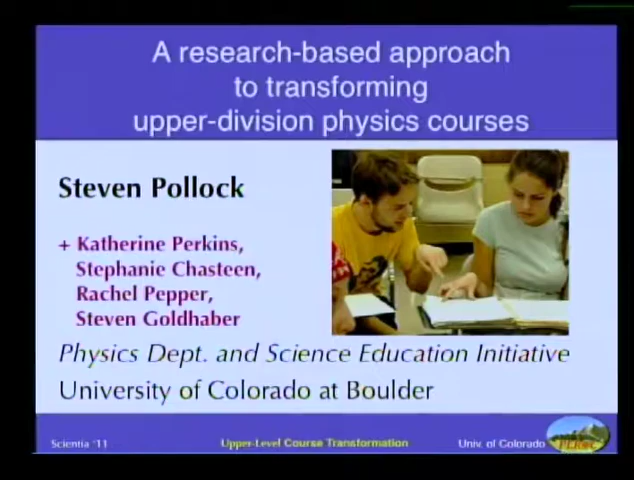 A research-based approach
to transforming
upper-division physics courses
Steven Pollock
+ Katherine Perkins,
Stephanie Chasteen,
Rachel Pepper,
Steven Goldhaber
Physics Dept. and Science Education Initiative
University of Colorado at Boulder
Scientia '11 Upper-Level Course Transformation Univ. of Colorado